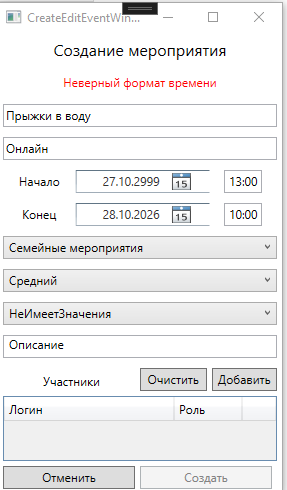 CreateEditEventWin...
Создание мероприятия
Неверный формат времени
Прыжки в воду
Онлайн
Начало 27.10.2999 15 13:00
Конец 28.10.2026 15 10:00
Семейные мероприятия
Средний
НеИмеетЗначения
Описание
Участники Очистить Добавить
Логин Роль
Отменить Создать